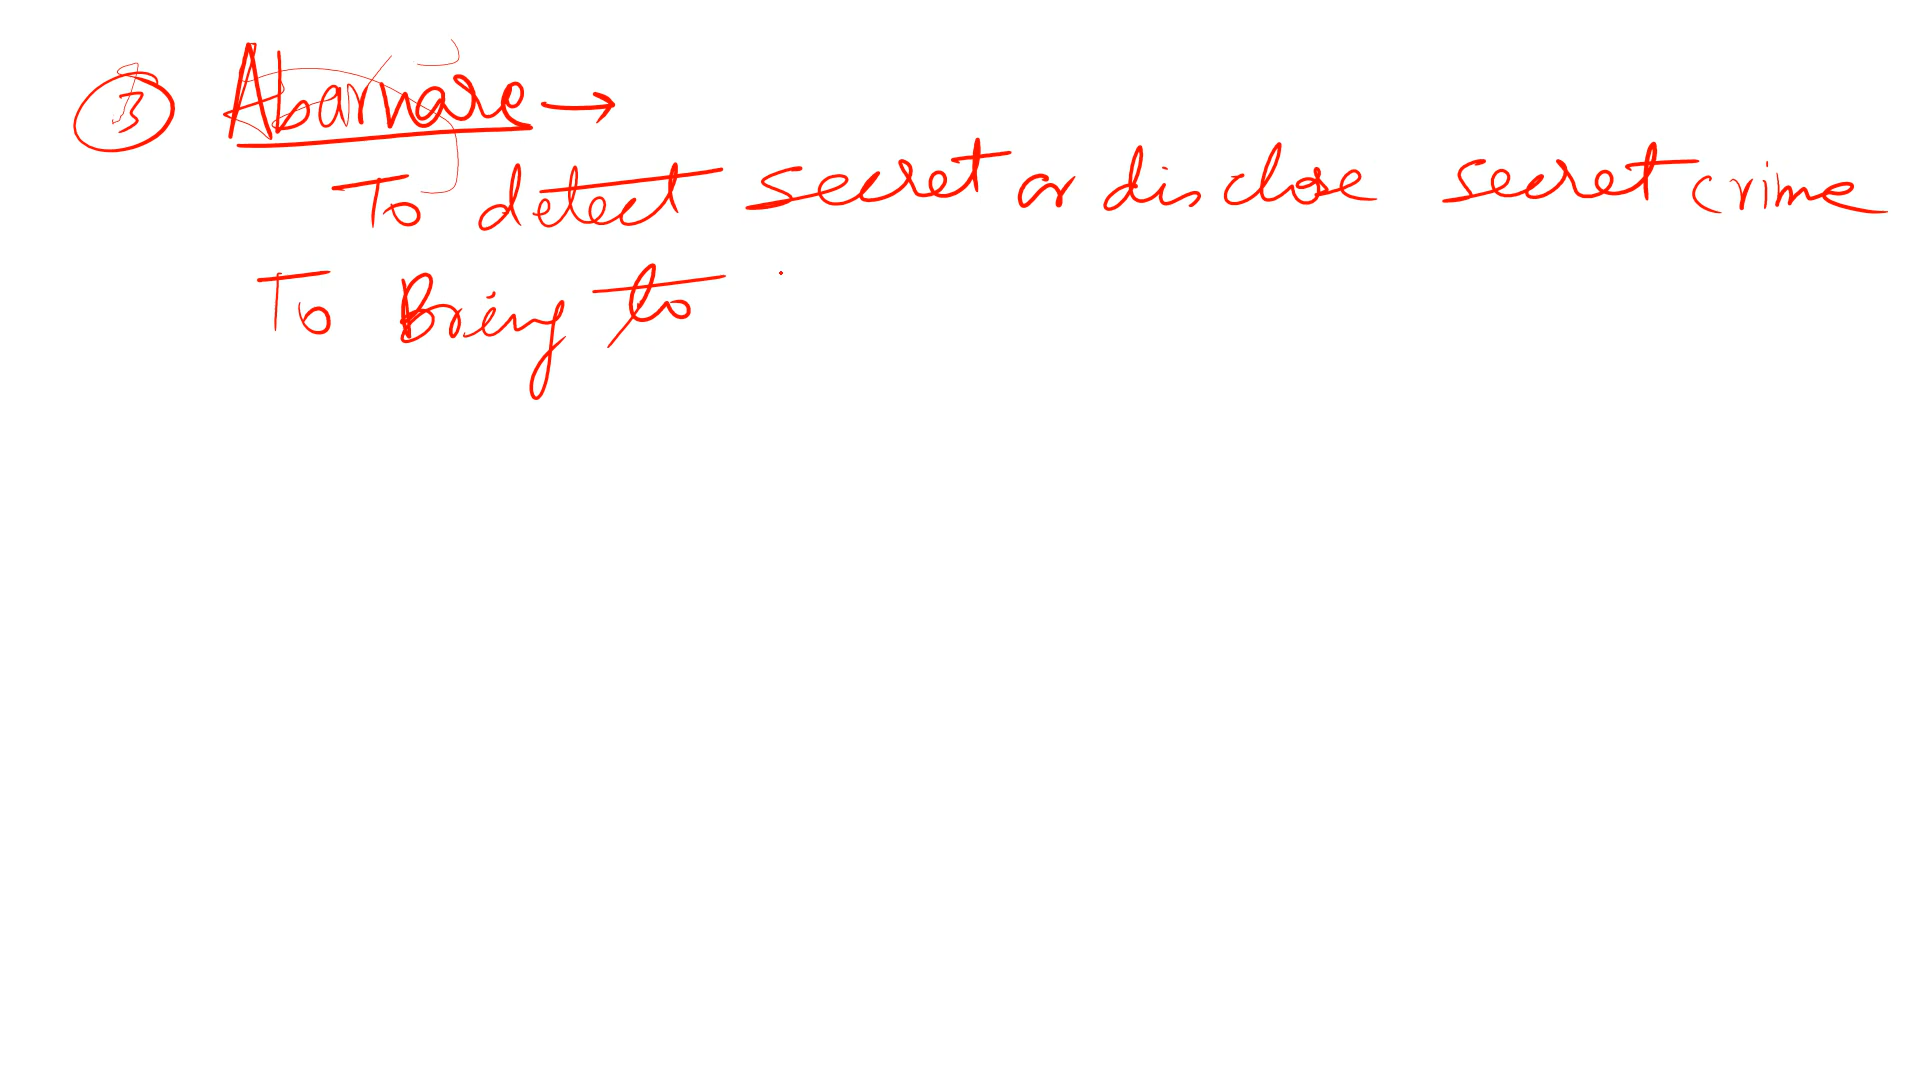 3 Abarnare →
To detect secret or disclose secret crime
To Bring to